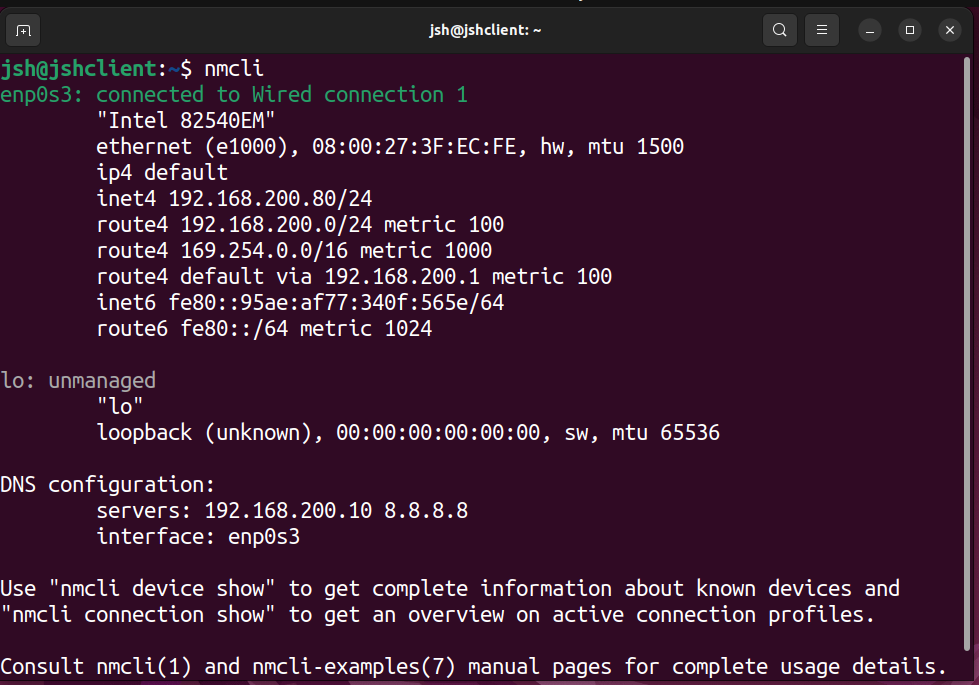 jsh@jshclient: ~
jsh@jshclient:~$ nmcli
enp0s3: connected to Wired connection 1
"Intel 82540EM"
ethernet (e1000), 08:00:27:3F:EC:FE, hw, mtu 1500
ip4 default
inet4 192.168.200.80/24
route4 192.168.200.0/24 metric 100
route4 169.254.0.0/16 metric 1000
route4 default via 192.168.200.1 metric 100
inet6 fe80::95ae:af77:340f:565e/64
route6 fe80::/64 metric 1024
lo: unmanaged
"lo"
loopback (unknown), 00:00:00:00:00:00, sw, mtu 65536
DNS configuration:
servers: 192.168.200.10 8.8.8.8
interface: enp0s3
Use "nmcli device show" to get complete information about known devices and
"nmcli connection show" to get an overview on active connection profiles.
Consult nmcli(1) and nmcli-examples(7) manual pages for complete usage details.